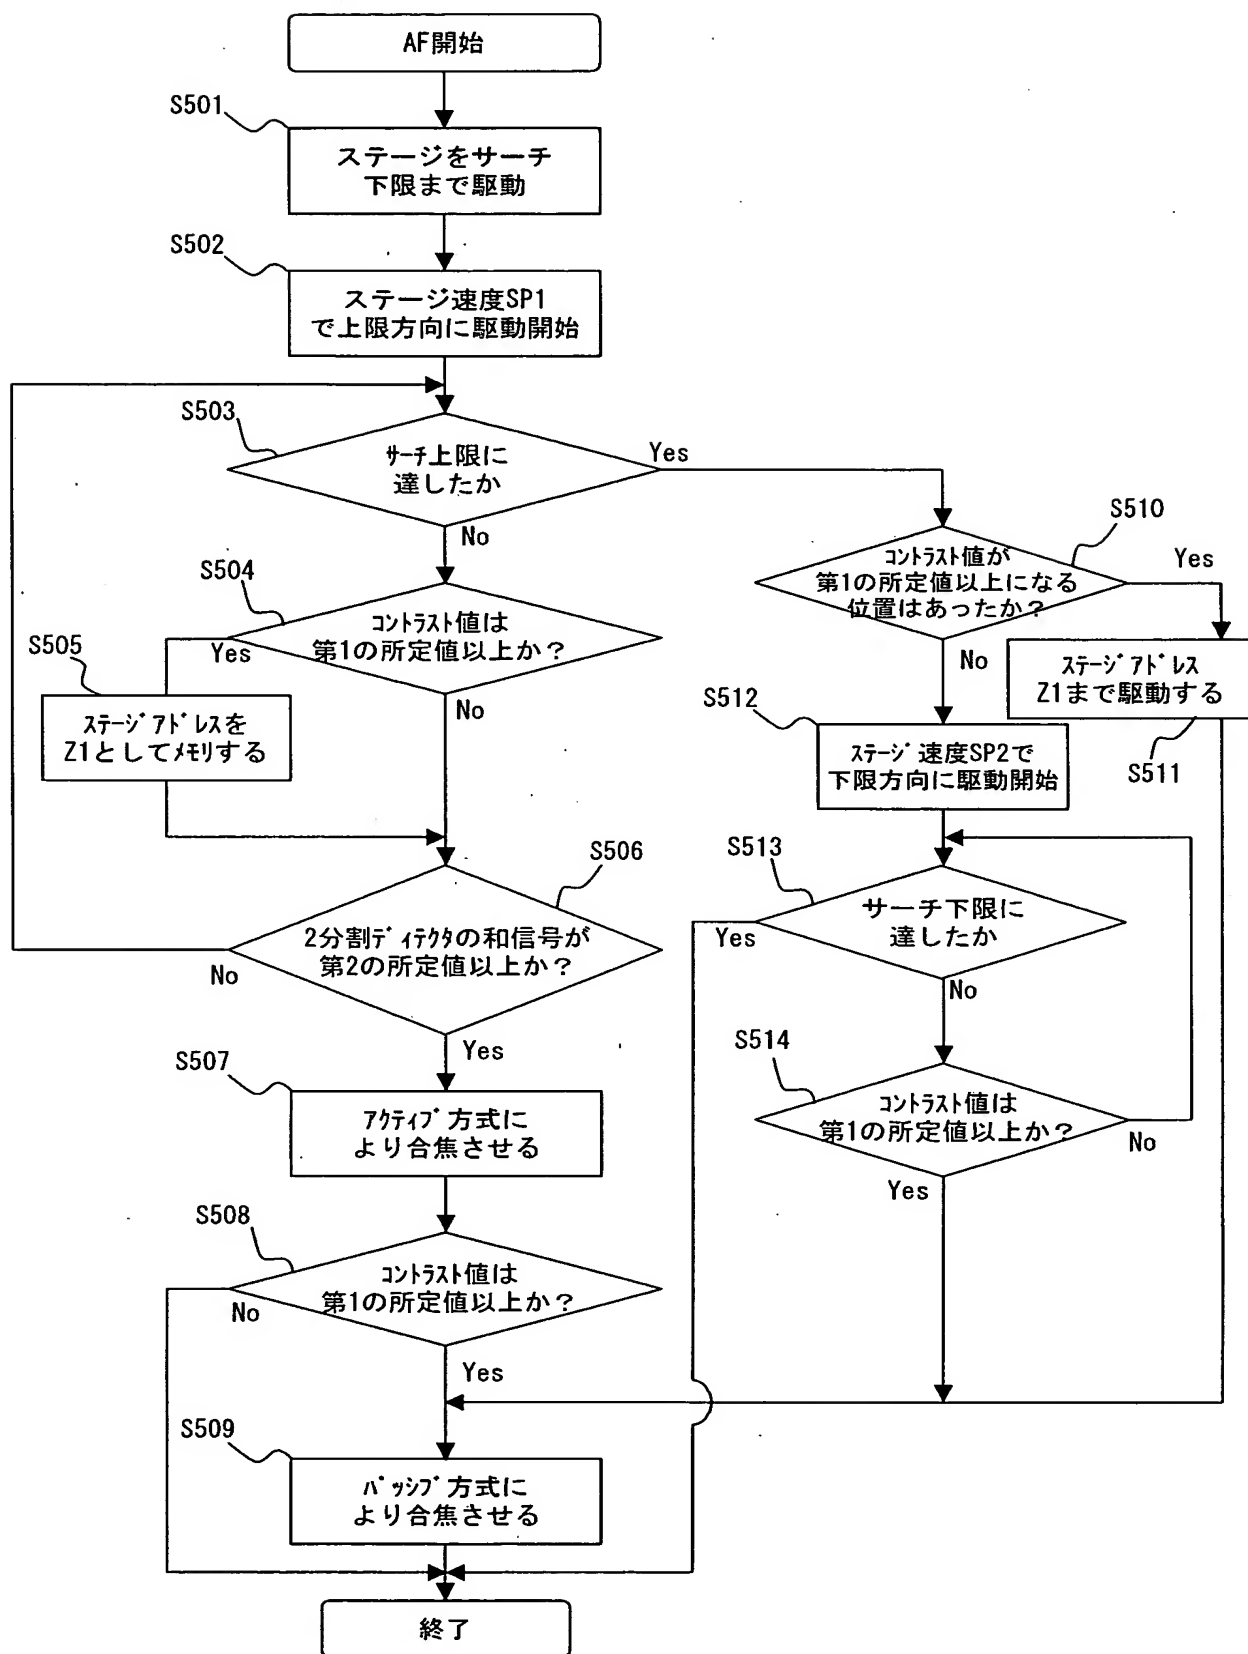 AF開始
S501
ステージをサーチ
下限まで駆動
S502
ステージ速度SP1
で上限方向に駆動開始
S503
サーチ上限に
達したか
Yes
No
S504
コントラスト値は
第1の所定値以上か?
Yes
No
S505
ステージアドレスを
Z1としてメモリする
S506
2分割ディテクタの和信号が
第2の所定値以上か?
No
Yes
S507
アクティブ方式に
より合焦させる
S508
コントラスト値は
第1の所定値以上か?
No
Yes
S509
パッシブ方式に
より合焦させる
終了
S510
コントラスト値が
第1の所定値以上になる
位置はあったか?
Yes
No
ステージアドレス
Z1まで駆動する
S511
S512
ステージ速度SP2で
下限方向に駆動開始
S513
サーチ下限に
達したか
Yes
No
S514
コントラスト値は
第1の所定値以上か?
No
Yes